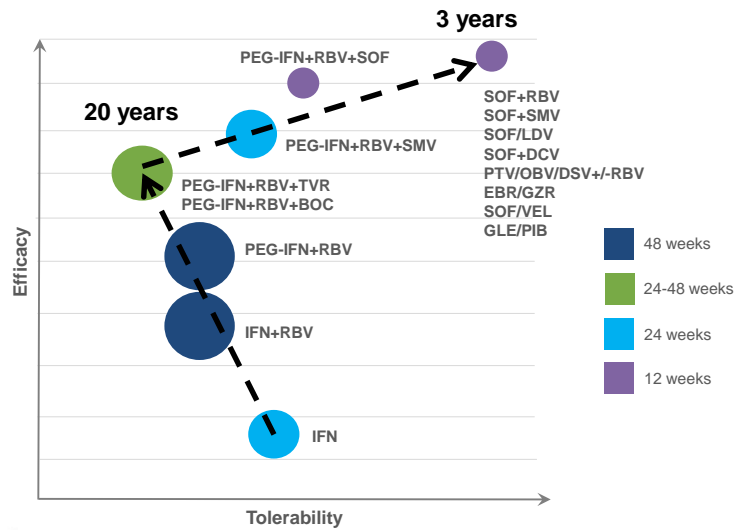 3 years
PEG-IFN+RBV+SOF
20 years
SOF+RBV
SOF+SMV
SOF/LDV
SOF+DCV
PTV/OBV/DSV+/-RBV
EBR/GZR
SOF/VEL
GLE/PIB
PEG-IFN+RBV+SMV
PEG-IFN+RBV+TVR
PEG-IFN+RBV+BOC
PEG-IFN+RBV
IFN+RBV
IFN
Efficacy
Tolerability
48 weeks
24-48 weeks
24 weeks
12 weeks